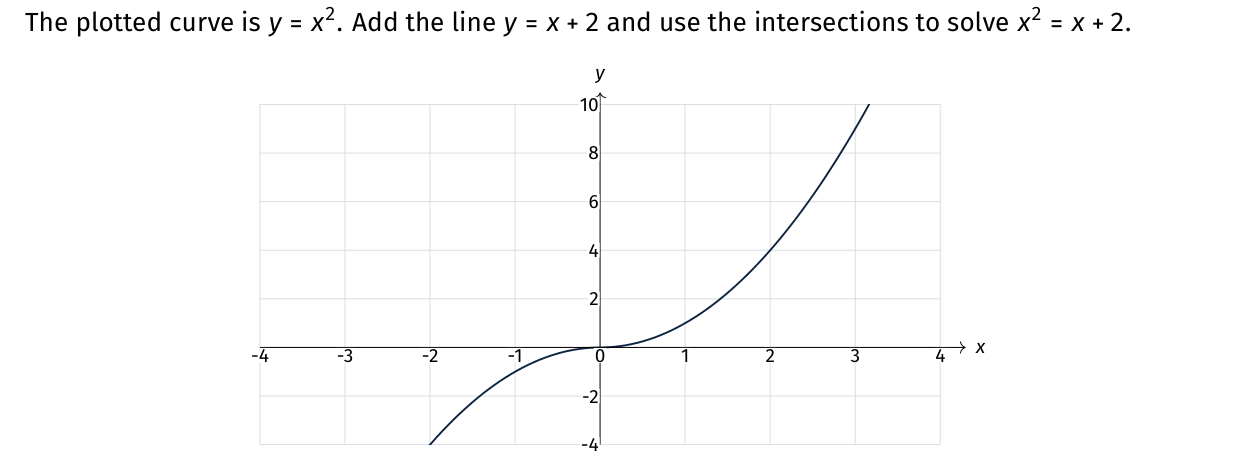 The plotted curve is y = x². Add the line y = x + 2 and use the intersections to solve x² = x + 2.
y
10
8
6
4
2
-4 -3 -2 -1 0 1 2 3 4 x
-2
-4